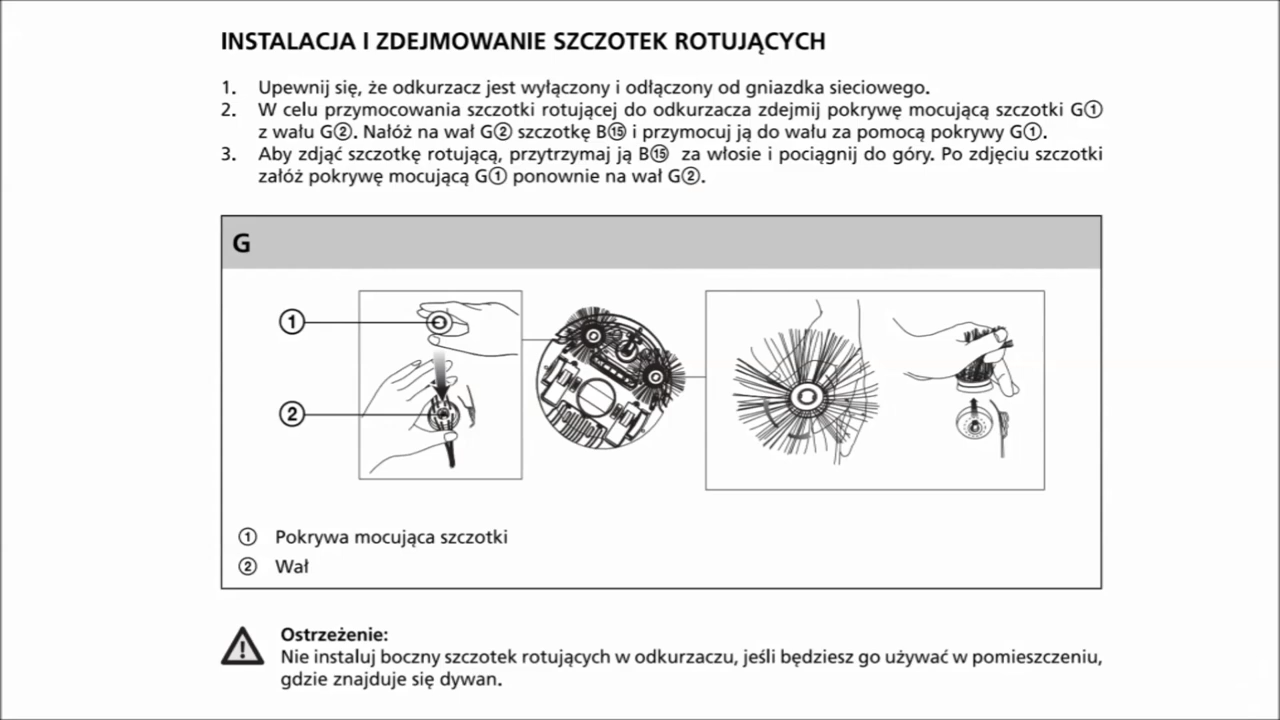 INSTALACJA I ZDEJMOWANIE SZCZOTEK ROTUJĄCYCH
1. Upewnij się, że odkurzacz jest wyłączony i odłączony od gniazdka sieciowego.
2. W celu przymocowania szczotki rotującej do odkurzacza zdejmij pokrywę mocującą szczotki G①
z wału G②. Nałóż na wał G② szczotkę B⑮ i przymocuj ją do wału za pomocą pokrywy G①.
3. Aby zdjąć szczotkę rotującą, przytrzymaj ją B⑮ za włosie i pociągnij do góry. Po zdjęciu szczotki
załóż pokrywę mocującą G① ponownie na wał G②.
G
①
②
① Pokrywa mocująca szczotki
② Wał
Ostrzeżenie:
Nie instaluj boczny szczotek rotujących w odkurzaczu, jeśli będziesz go używać w pomieszczeniu,
gdzie znajduje się dywan.